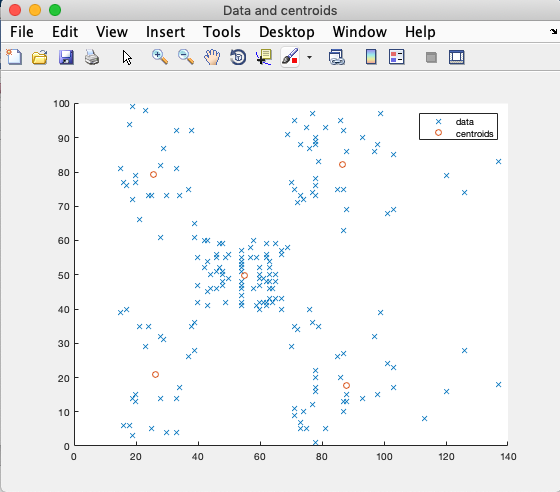 Data and centroids
File Edit View Insert Tools Desktop Window Help
100
90
80
70
60
50
40
30
20
10
0
0 20 40 60 80 100 120 140
data
centroids